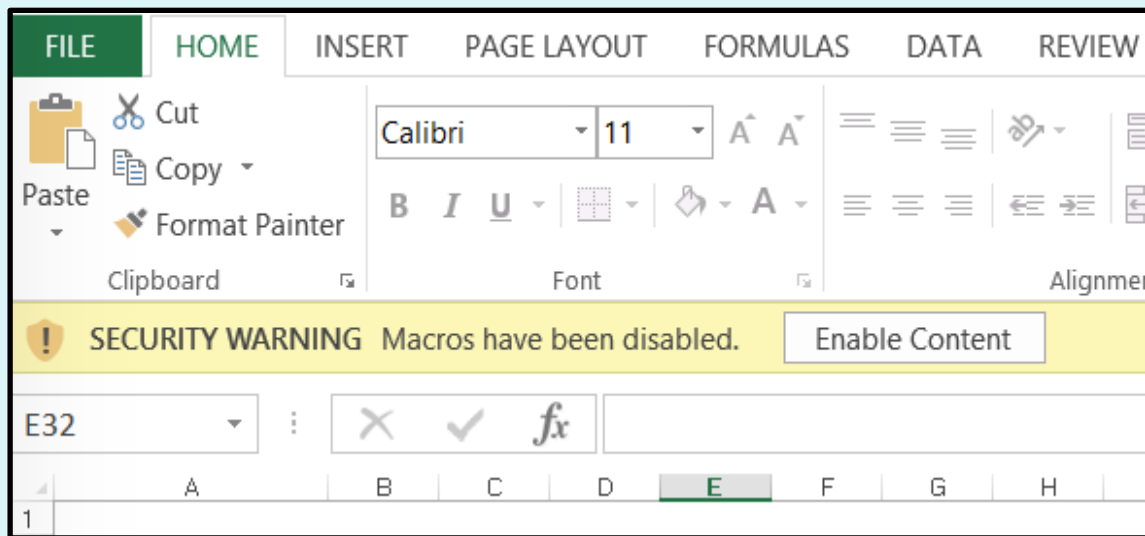 FILE HOME INSERT PAGE LAYOUT FORMULAS DATA REVIEW
Cut
Calibri 11 A A
Copy
Paste
B I U A
Format Painter
Clipboard Font
SECURITY WARNING Macros have been disabled. Enable Content
E32 fx
A B C D E F G H
1